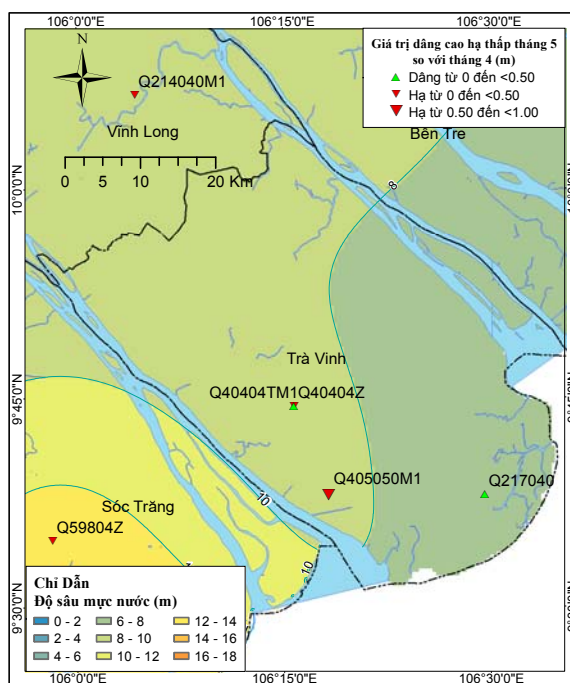 106°0'0"E 106°15'0"E 106°30'0"E
N
Giá trị dâng cao hạ thấp tháng 5
so với tháng 4 (m)
Dâng từ 0 đến <0.50
Hạ từ 0 đến <0.50
Hạ từ 0.50 đến <1.00
Q214040M1
Vĩnh Long
Bến Tre
0 5 10 20 Km
10°0'0"N
8
Trà Vinh
9°45'0"N
Q40404TM1Q40404Z
Q405050M1
Q217040
10
Sóc Trăng
Q59804Z
10
Chỉ Dẫn
Độ sâu mực nước (m)
0 - 2 6 - 8 12 - 14
2 - 4 8 - 10 14 - 16
4 - 6 10 - 12 16 - 18
9°30'0"N
106°0'0"E 106°15'0"E 106°30'0"E